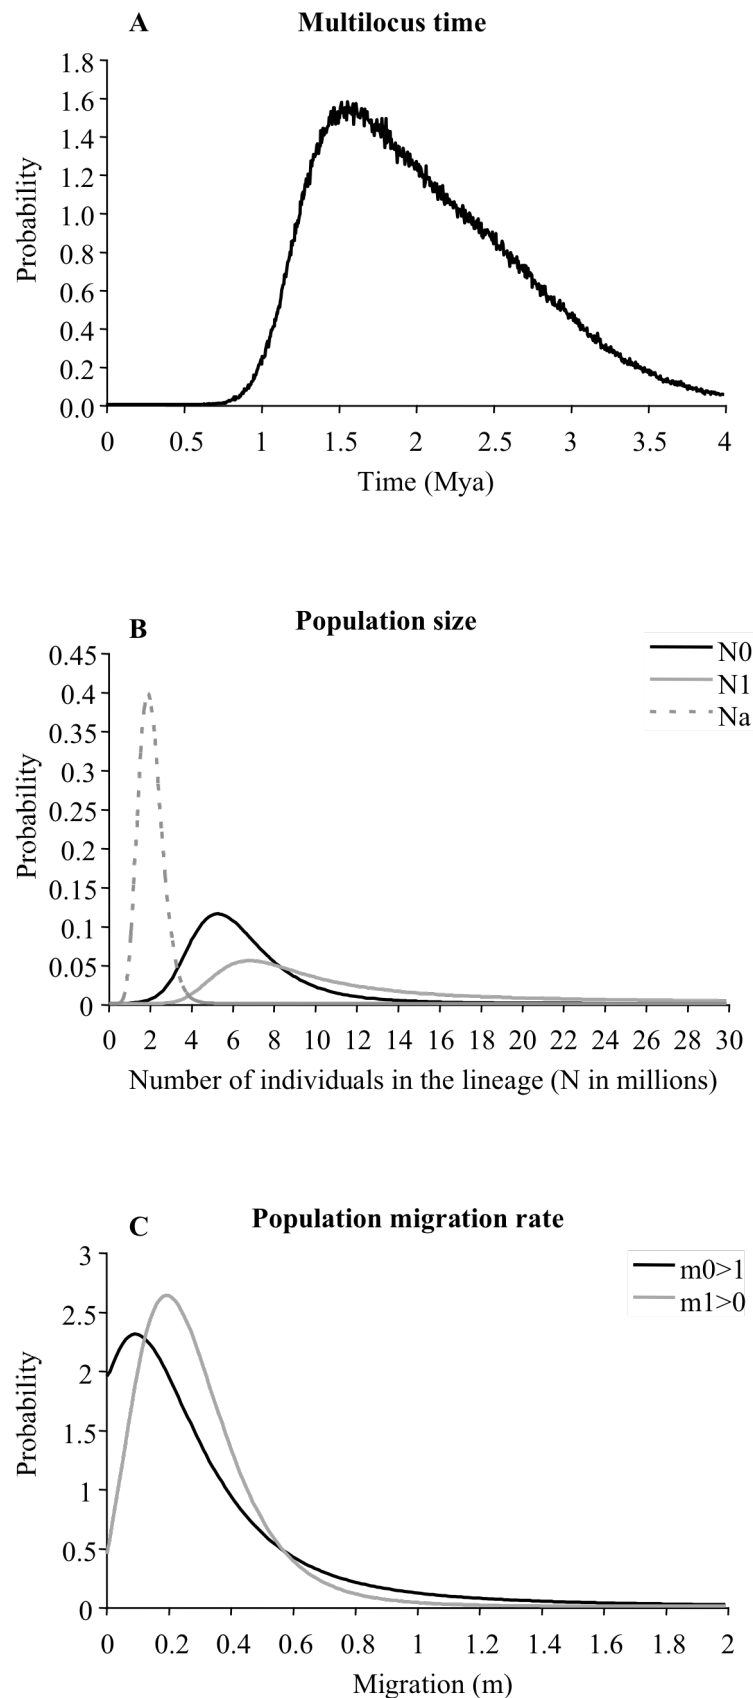 A
Multilocus time
1.8
1.6
1.4
1.2
1.0
0.8
0.6
0.4
0.2
0.0
Probability
0 0.5 1 1.5 2 2.5 3 3.5 4
Time (Mya)
B
Population size
N0
N1
Na
0.45
0.4
0.35
0.3
0.25
0.2
0.15
0.1
0.05
0
Probability
0 2 4 6 8 10 12 14 16 18 20 22 24 26 28 30
Number of individuals in the lineage (N in millions)
C
Population migration rate
m0>1
m1>0
3
2.5
2
1.5
1
0.5
0
Probability
0 0.2 0.4 0.6 0.8 1 1.2 1.4 1.6 1.8 2
Migration (m)